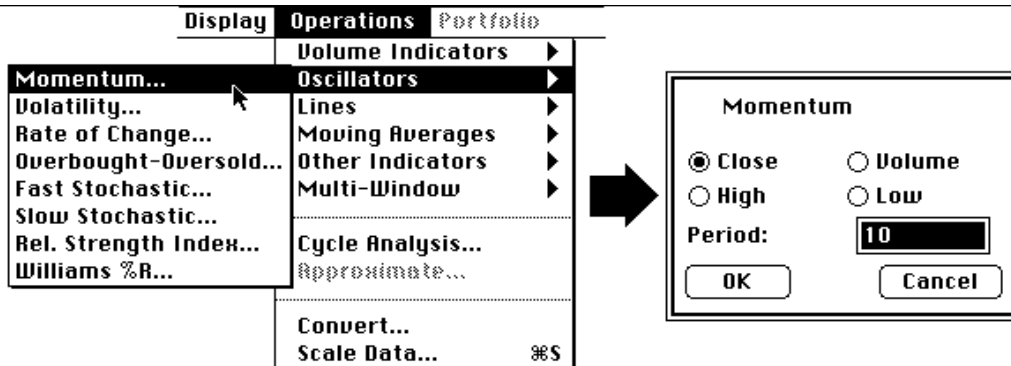 Display Operations Portfolio
Volume Indicators
Oscillators
Lines
Moving Averages
Other Indicators
Multi-Window
Cycle Analysis...
Approximate...
Convert...
Scale Data... ⌘S
Momentum...
Volatility...
Rate of Change...
Overbought-Oversold...
Fast Stochastic...
Slow Stochastic...
Rel. Strength Index...
Williams %R...
Momentum
Close Volume
High Low
Period: 10
OK Cancel